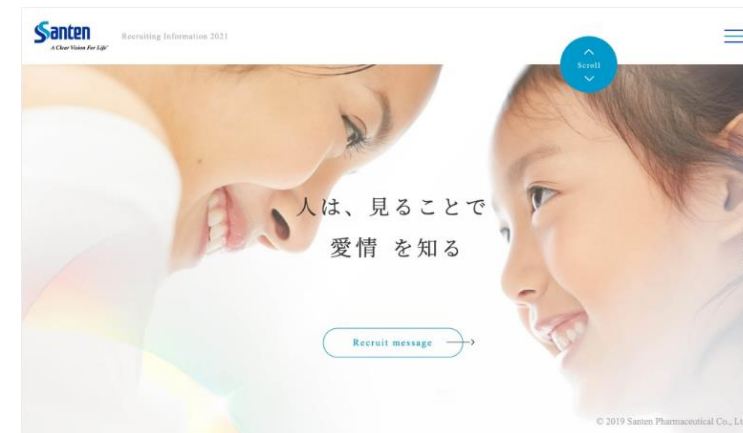 Santen
A Clear Vision For Life®
Recruiting Information 2021
Scroll
人は、見ることで
愛情 を知る
Recruit message
© 2019 Santen Pharmaceutical Co., Lt